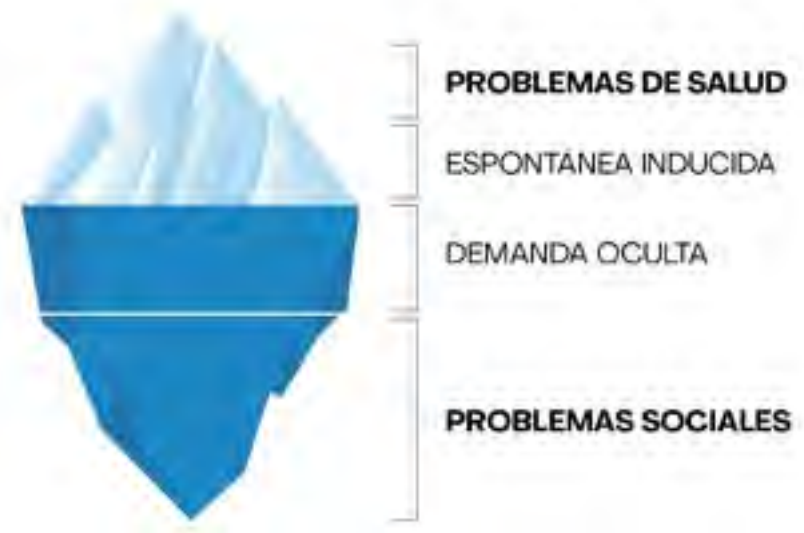 PROBLEMAS DE SALUD
ESPONTÁNEA INDUCIDA
DEMANDA OCULTA
PROBLEMAS SOCIALES